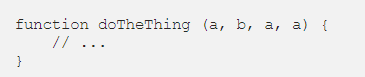 function doTheThing (a, b, a, a) {
    // ...
}